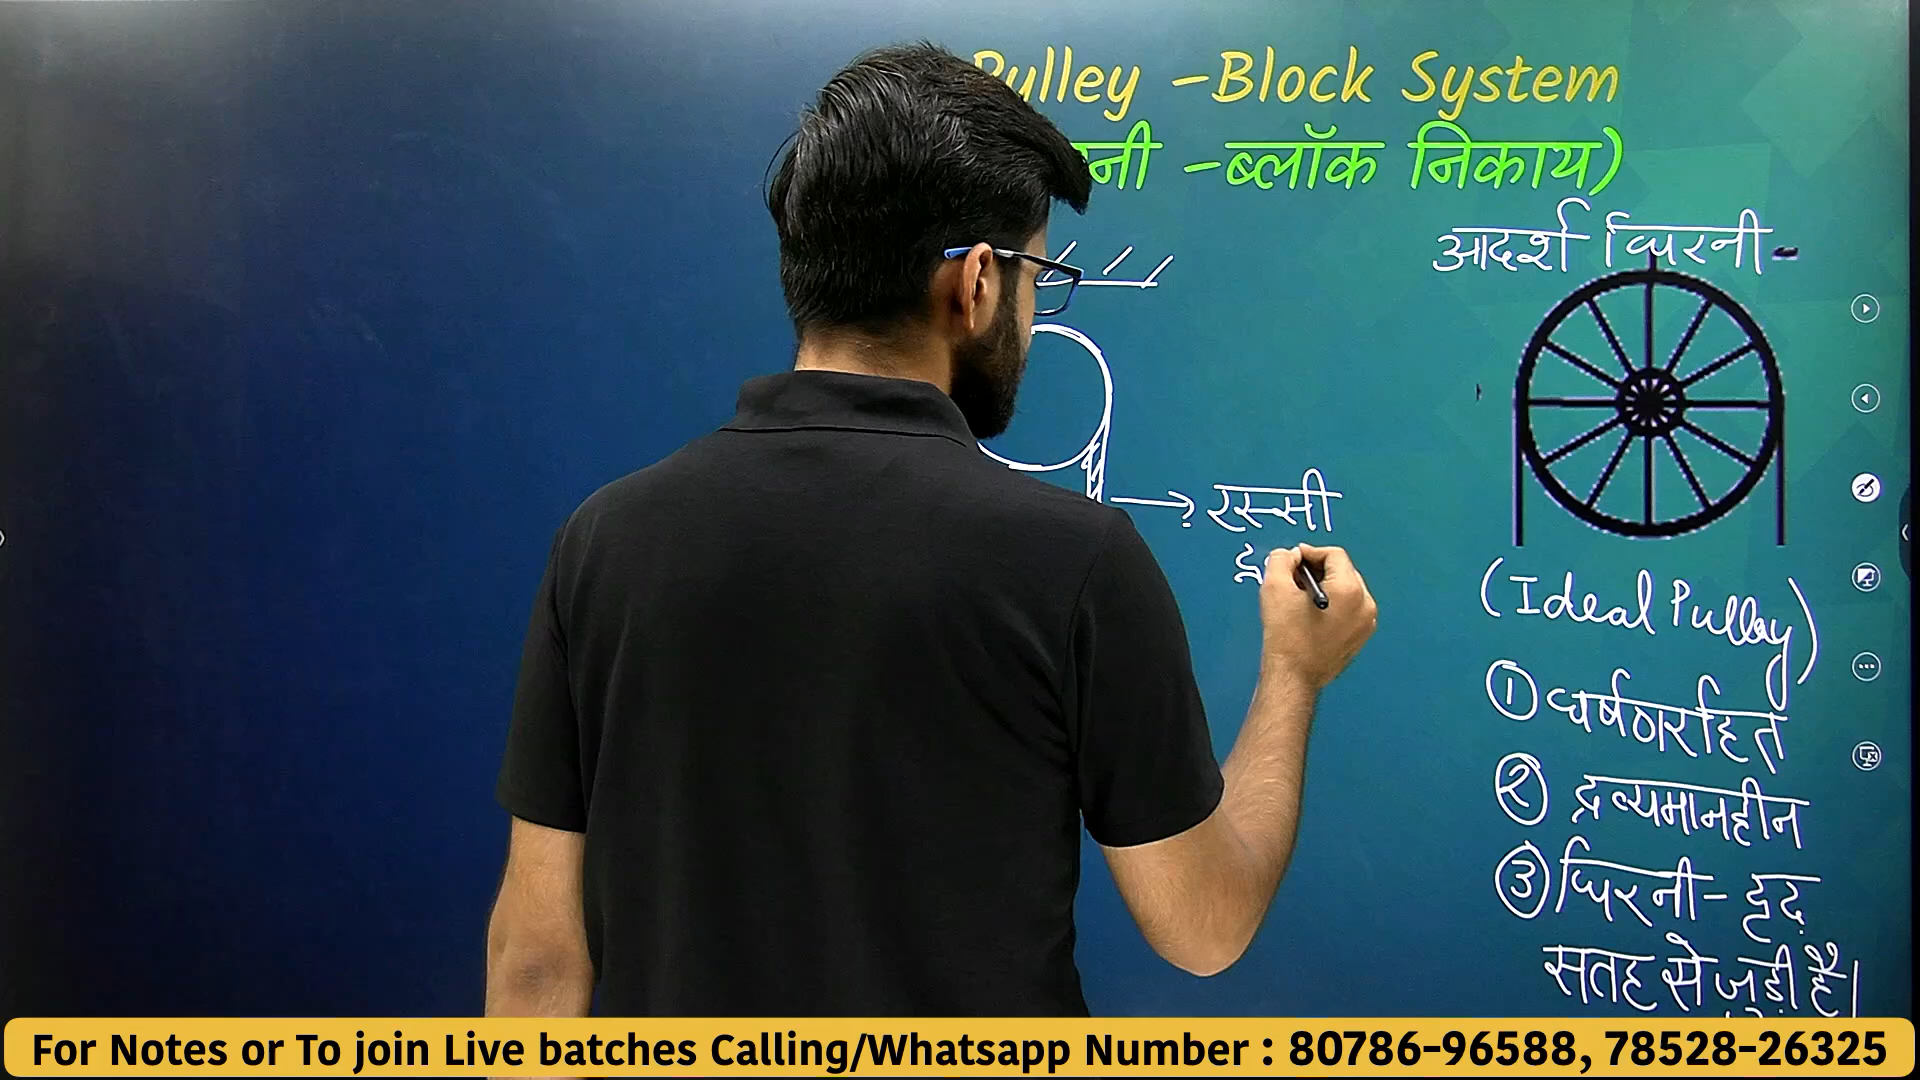 Pulley -Block System
नी -ब्लॉक निकाय)
आदर्श घिरनी-
(Ideal Pulley)
① घर्षणरहित
② द्रव्यमानहीन
③ घिरनी- दृढ़
सतह से जुड़ी है।
रस्सी
For Notes or To join Live batches Calling/Whatsapp Number : 80786-96588, 78528-26325